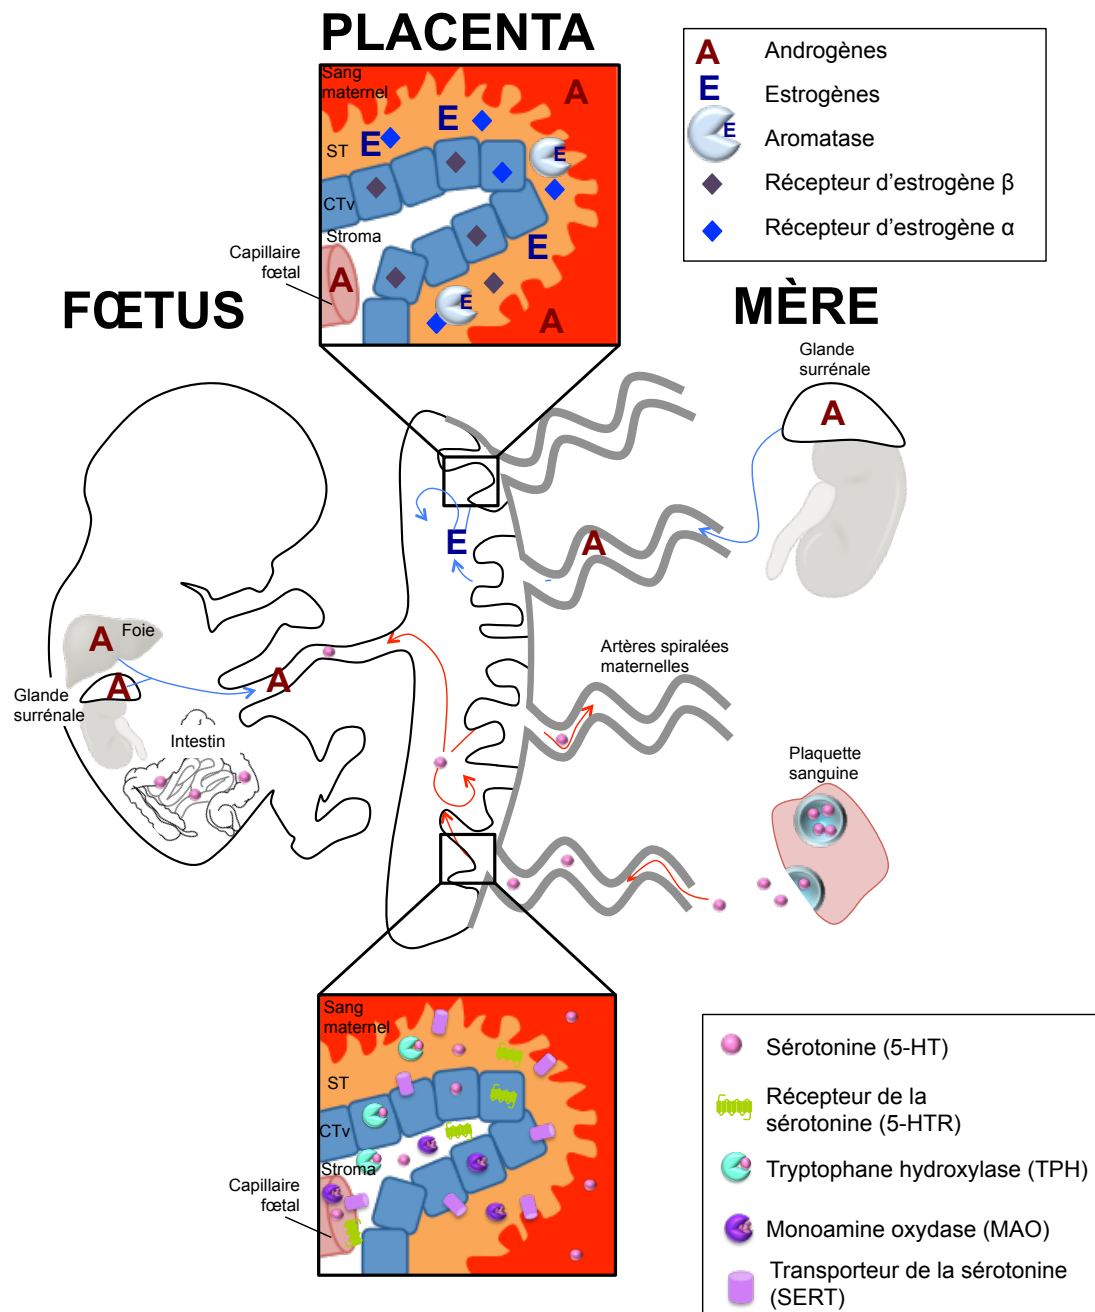 PLACENTA
Sang
maternel
A
E
E
ST
E
CTv
Stroma
E
Capillaire
fœtal
A
E
A
A Androgènes
E Estrogènes
E Aromatase
Récepteur d'estrogène β
Récepteur d'estrogène α
FŒTUS
MÈRE
Glande
surrénale
A
E
A
A Foie
A
Glande
surrénale
A
Intestin
Artères spiralées
maternelles
Plaquette
sanguine
Sang
maternel
ST
CTv
Stroma
Capillaire
fœtal
Sérotonine (5-HT)
Récepteur de la
sérotonine (5-HTR)
Tryptophane hydroxylase (TPH)
Monoamine oxydase (MAO)
Transporteur de la sérotonine
(SERT)